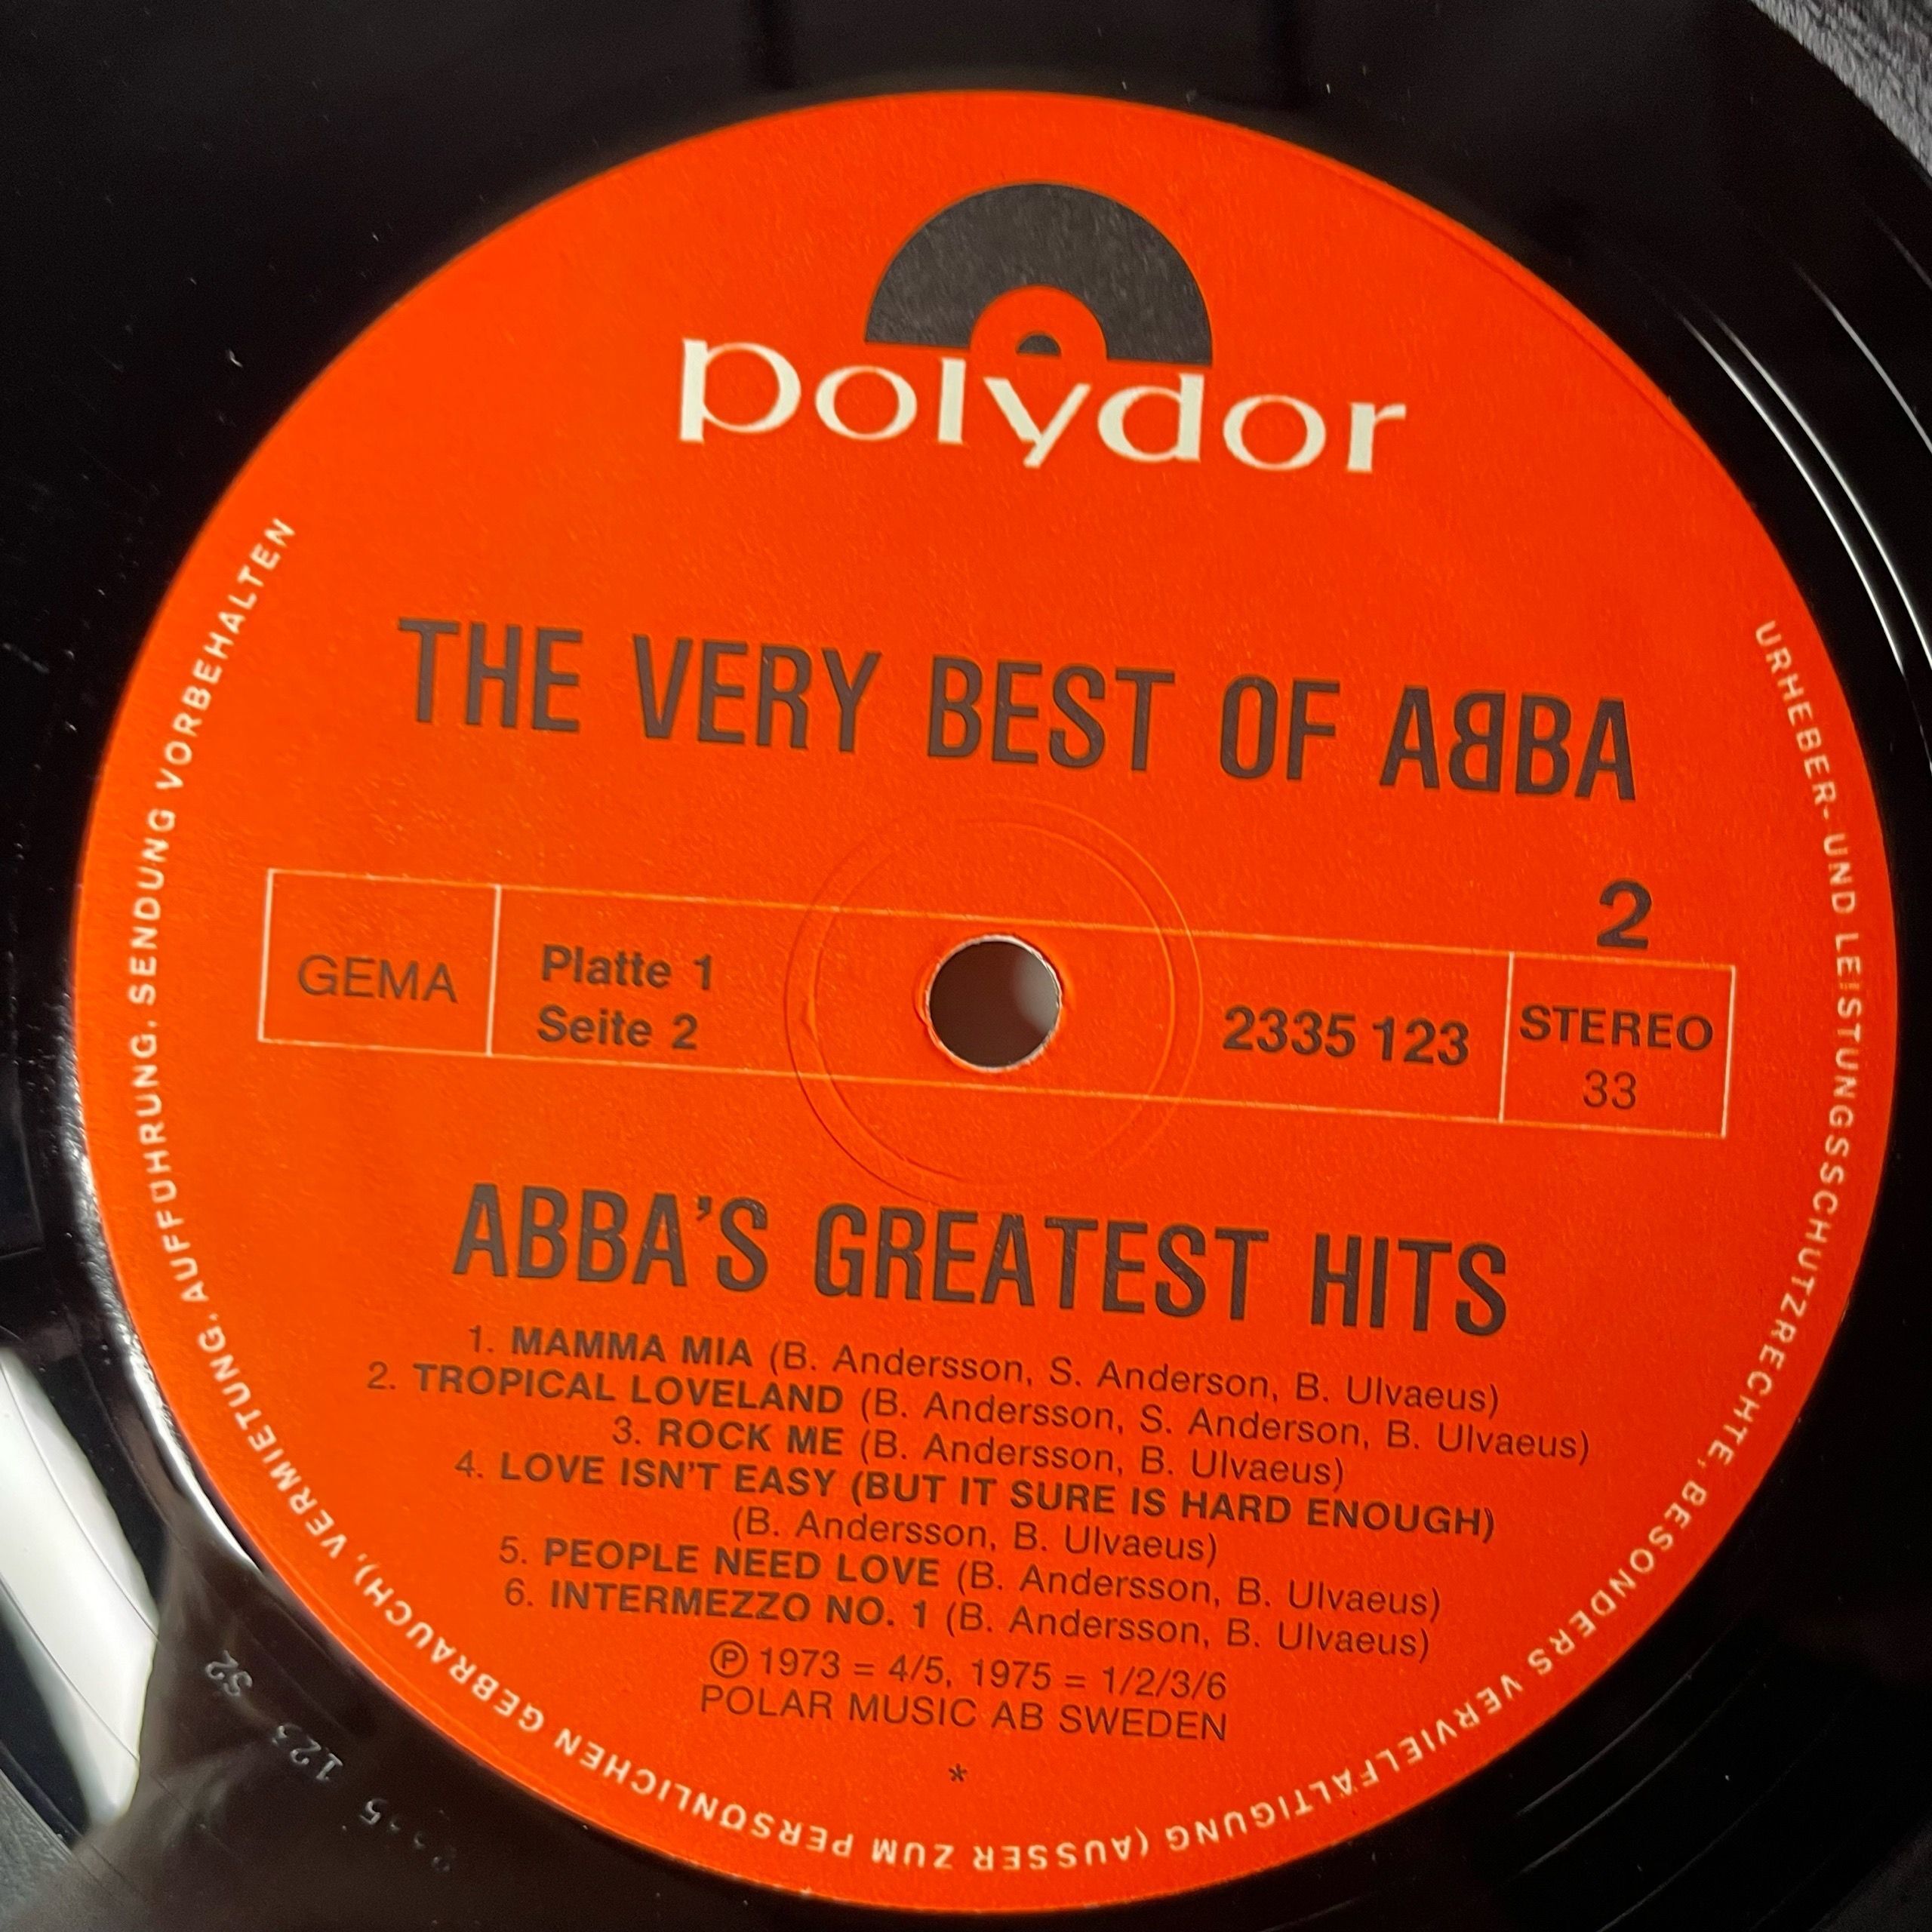 polydor
THE VERY BEST OF AᗺBA
2
GEMA
Platte 1
Seite 2
2335 123
STEREO
33
ABBA'S GREATEST HITS
1. MAMMA MIA (B. Andersson, S. Anderson, B. Ulvaeus)
2. TROPICAL LOVELAND (B. Andersson, S. Anderson, B. Ulvaeus)
3. ROCK ME (B. Andersson, B. Ulvaeus)
4. LOVE ISN'T EASY (BUT IT SURE IS HARD ENOUGH)
(B. Andersson, B. Ulvaeus)
5. PEOPLE NEED LOVE (B. Andersson, B. Ulvaeus)
6. INTERMEZZO NO. 1 (B. Andersson, B. Ulvaeus)
Ⓟ 1973 = 4/5, 1975 = 1/2/3/6
POLAR MUSIC AB SWEDEN
*
URHEBER- UND LEISTUNGSSCHUTZRECHTE, BESONDERS VERVIELFÄLTIGUNG (AUSSER ZUM PERSÖNLICHEN GEBRAUCH), VERMIETUNG, AUFFÜHRUNG, SENDUNG VORBEHALTEN
123 S2